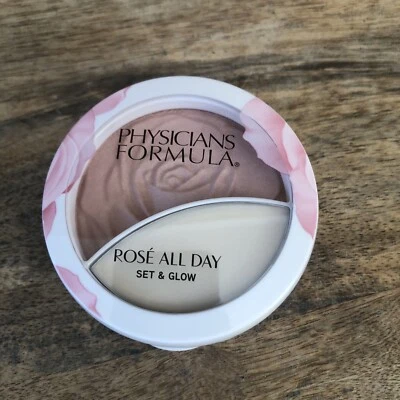 PHYSICIANS
FORMULA®
ROSÉ ALL DAY
SET & GLOW